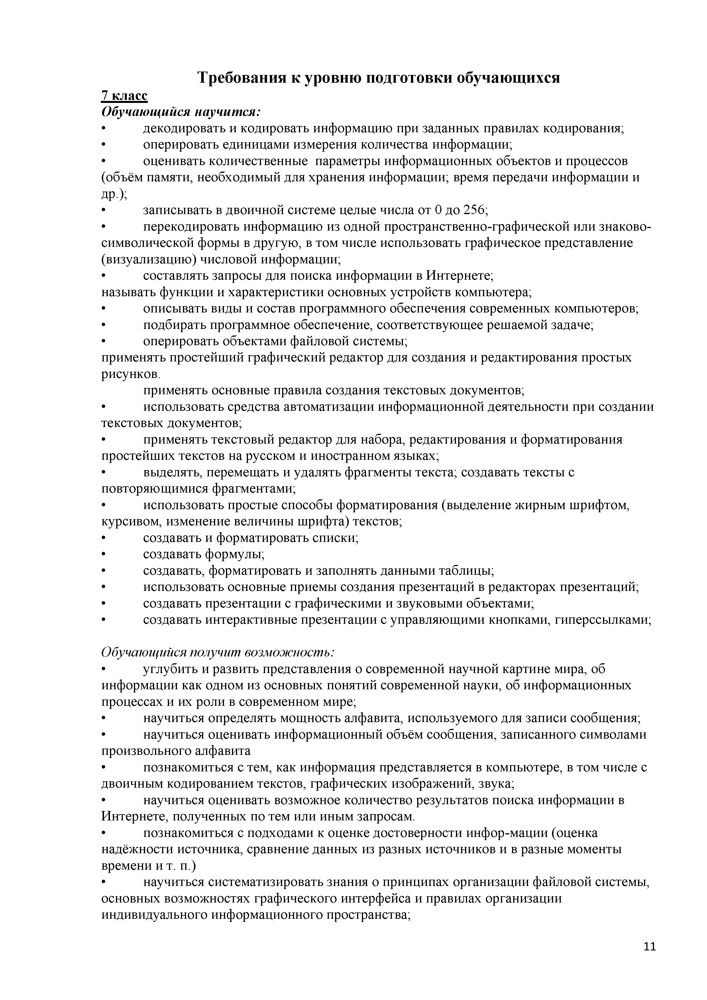 Требования к уровню подготовки обучающихся
7 класс
Обучающийся научится:
• декодировать и кодировать информацию при заданных правилах кодирования;
• оперировать единицами измерения количества информации;
• оценивать количественные  параметры информационных объектов и процессов
(объём памяти, необходимый для хранения информации; время передачи информации и
др.);
• записывать в двоичной системе целые числа от 0 до 256;
• перекодировать информацию из одной пространственно-графической или знаково-
символической формы в другую, в том числе использовать графическое представление
(визуализацию) числовой информации;
• составлять запросы для поиска информации в Интернете;
называть функции и характеристики основных устройств компьютера;
• описывать виды и состав программного обеспечения современных компьютеров;
• подбирать программное обеспечение, соответствующее решаемой задаче;
• оперировать объектами файловой системы;
применять простейший графический редактор для создания и редактирования простых
рисунков.
применять основные правила создания текстовых документов;
• использовать средства автоматизации информационной деятельности при создании
текстовых документов;
• применять текстовый редактор для набора, редактирования и форматирования
простейших текстов на русском и иностранном языках;
• выделять, перемещать и удалять фрагменты текста; создавать тексты с
повторяющимися фрагментами;
• использовать простые способы форматирования (выделение жирным шрифтом,
курсивом, изменение величины шрифта) текстов;
• создавать и форматировать списки;
• создавать формулы;
• создавать, форматировать и заполнять данными таблицы;
• использовать основные приемы создания презентаций в редакторах презентаций;
• создавать презентации с графическими и звуковыми объектами;
• создавать интерактивные презентации с управляющими кнопками, гиперссылками;
Обучающийся получит возможность:
• углубить и развить представления о современной научной картине мира, об
информации как одном из основных понятий современной науки, об информационных
процессах и их роли в современном мире;
• научиться определять мощность алфавита, используемого для записи сообщения;
• научиться оценивать информационный объём сообщения, записанного символами
произвольного алфавита
• познакомиться с тем, как информация представляется в компьютере, в том числе с
двоичным кодированием текстов, графических изображений, звука;
• научиться оценивать возможное количество результатов поиска информации в
Интернете, полученных по тем или иным запросам.
• познакомиться с подходами к оценке достоверности инфор-мации (оценка
надёжности источника, сравнение данных из разных источников и в разные моменты
времени и т. п.)
• научиться систематизировать знания о принципах организации файловой системы,
основных возможностях графического интерфейса и правилах организации
индивидуального информационного пространства;
11